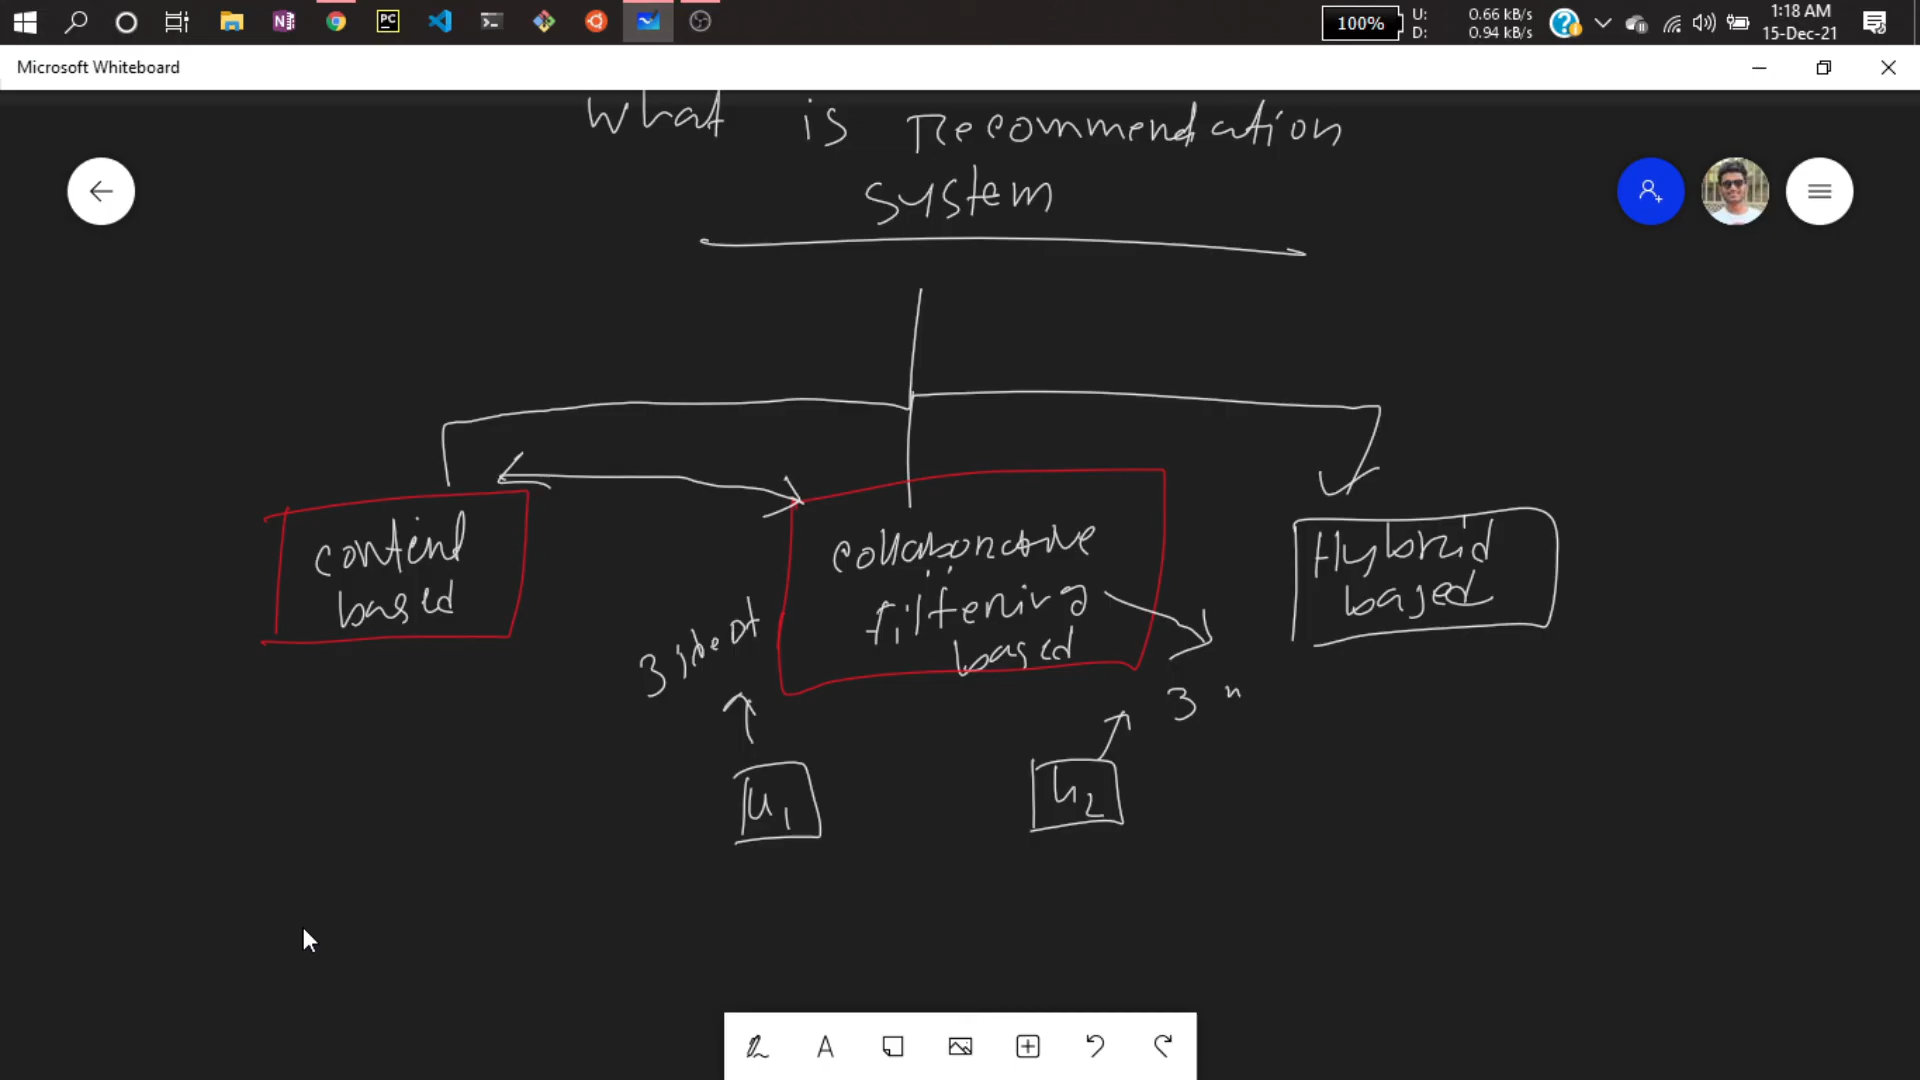 100%
U: 0.66 kB/s
D: 0.94 kB/s
1:18 AM
15-Dec-21
PC
Microsoft Whiteboard
What is Recommendation
system
content
based
collaborative
filtering
based
Hybrid
based
3
3 "
u1
u2